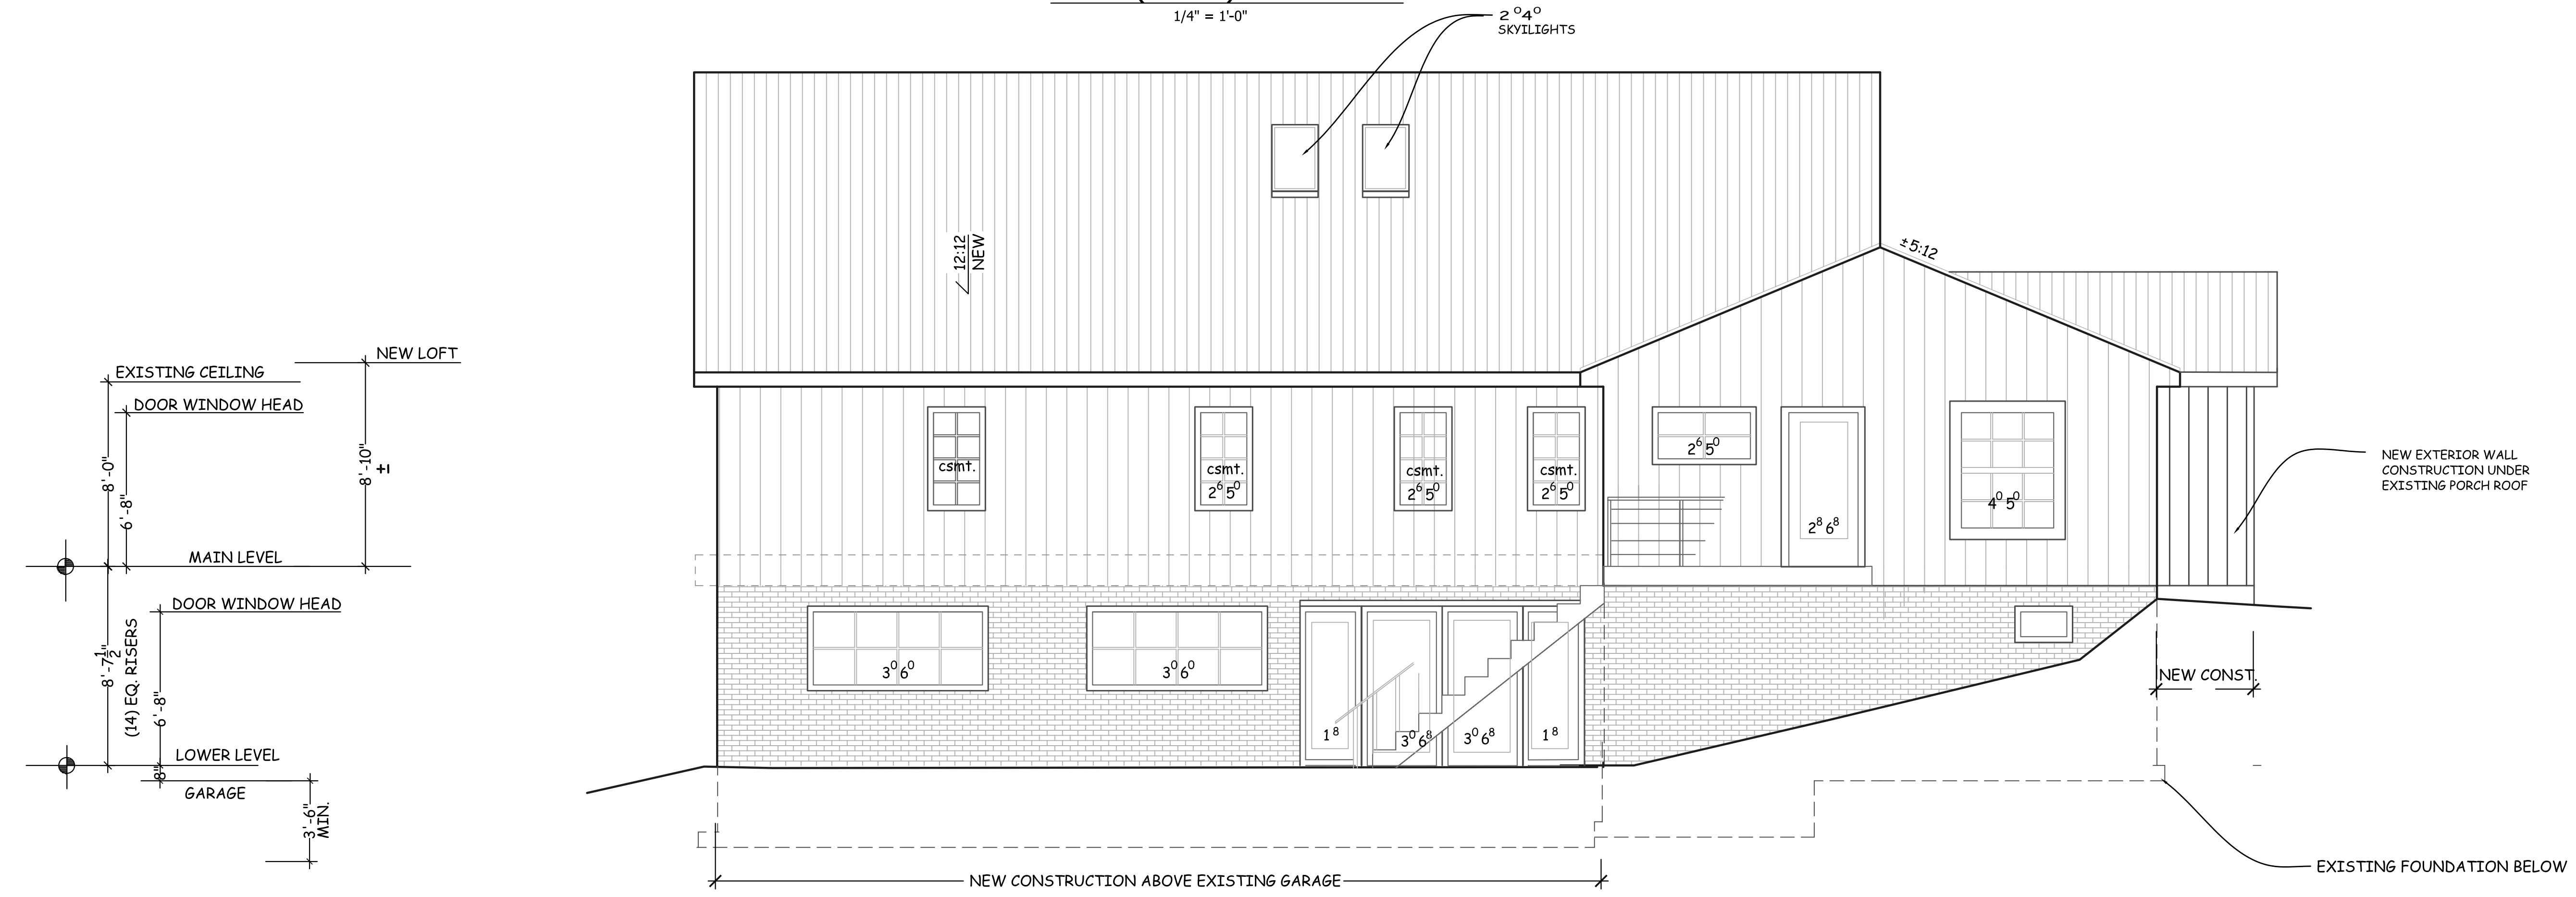 1/4" = 1'-0"
2⁰4⁰
SKYILIGHTS
12:12
NEW
±5:12
NEW LOFT
EXISTING CEILING
DOOR WINDOW HEAD
8'-0"
6'-8"
8'-10"
±
MAIN LEVEL
DOOR WINDOW HEAD
8'-7 1/2"
(14) EQ. RISERS
6'-8"
LOWER LEVEL
8"
GARAGE
3'-6"
MIN.
csmt.
csmt.
2⁶5⁰
csmt.
2⁶5⁰
csmt.
2⁶5⁰
2⁶5⁰
2⁸6⁸
4⁰5⁰
NEW EXTERIOR WALL
CONSTRUCTION UNDER
EXISTING PORCH ROOF
3⁰6⁰
3⁰6⁰
1⁸
3⁰6⁸
3⁰6⁸
1⁸
NEW CONST.
NEW CONSTRUCTION ABOVE EXISTING GARAGE
EXISTING FOUNDATION BELOW